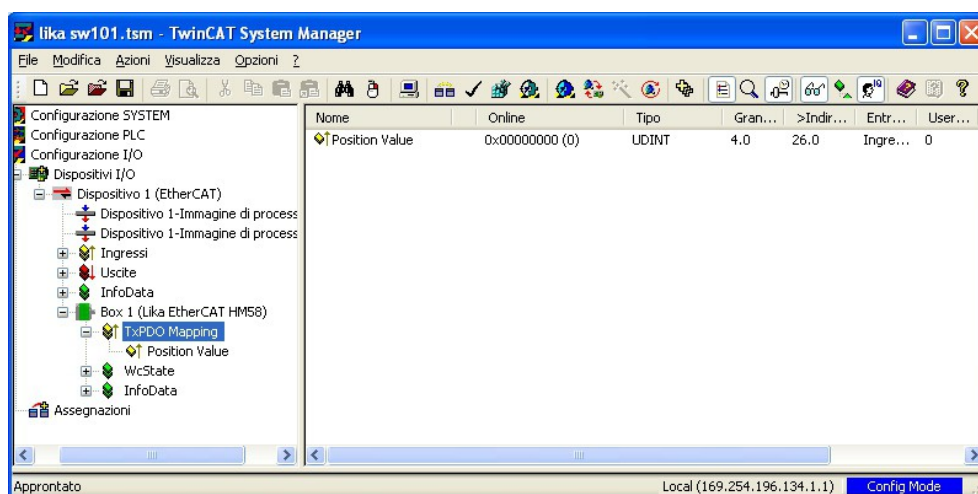 lika sw101.tsm - TwinCAT System Manager
File Modifica Azioni Visualizza Opzioni ?
Configurazione SYSTEM
Configurazione PLC
Configurazione I/O
Dispositivi I/O
Dispositivo 1 (EtherCAT)
Dispositivo 1-Immagine di process
Dispositivo 1-Immagine di process
Ingressi
Uscite
InfoData
Box 1 (Lika EtherCAT HM58)
TxPDO Mapping
Position Value
WcState
InfoData
Assegnazioni
Nome Online Tipo Gran... >Indir... Entr... User...
Position Value 0x00000000 (0) UDINT 4.0 26.0 Ingre... 0
Approntato Local (169.254.196.134.1.1) Config Mode